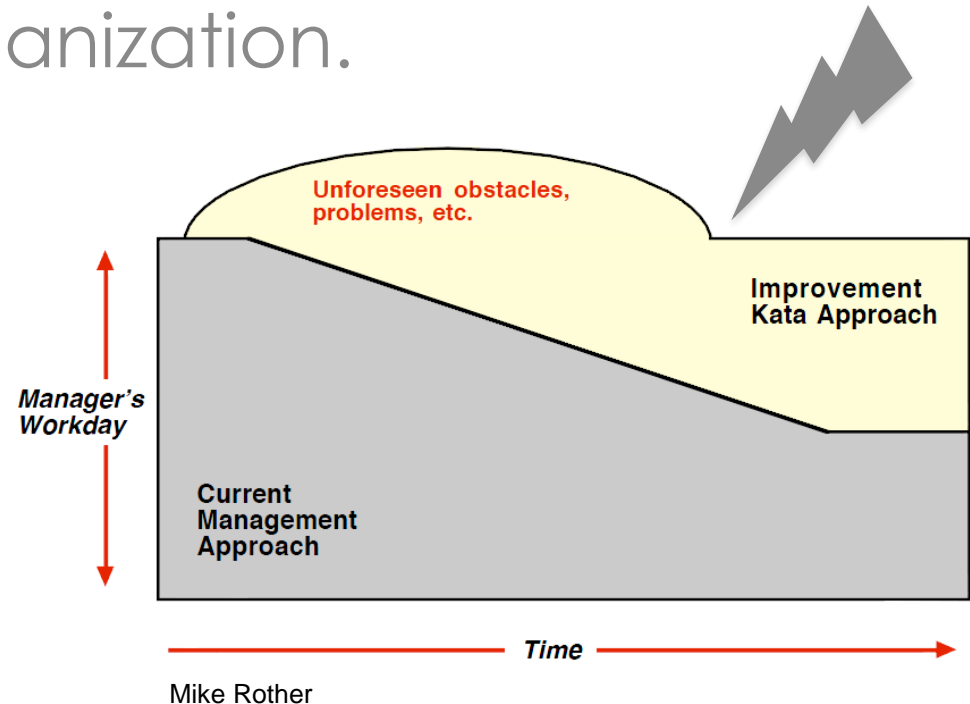 anization.
Unforeseen obstacles,
problems, etc.
Improvement
Kata Approach
Manager's
Workday
Current
Management
Approach
Time
Mike Rother